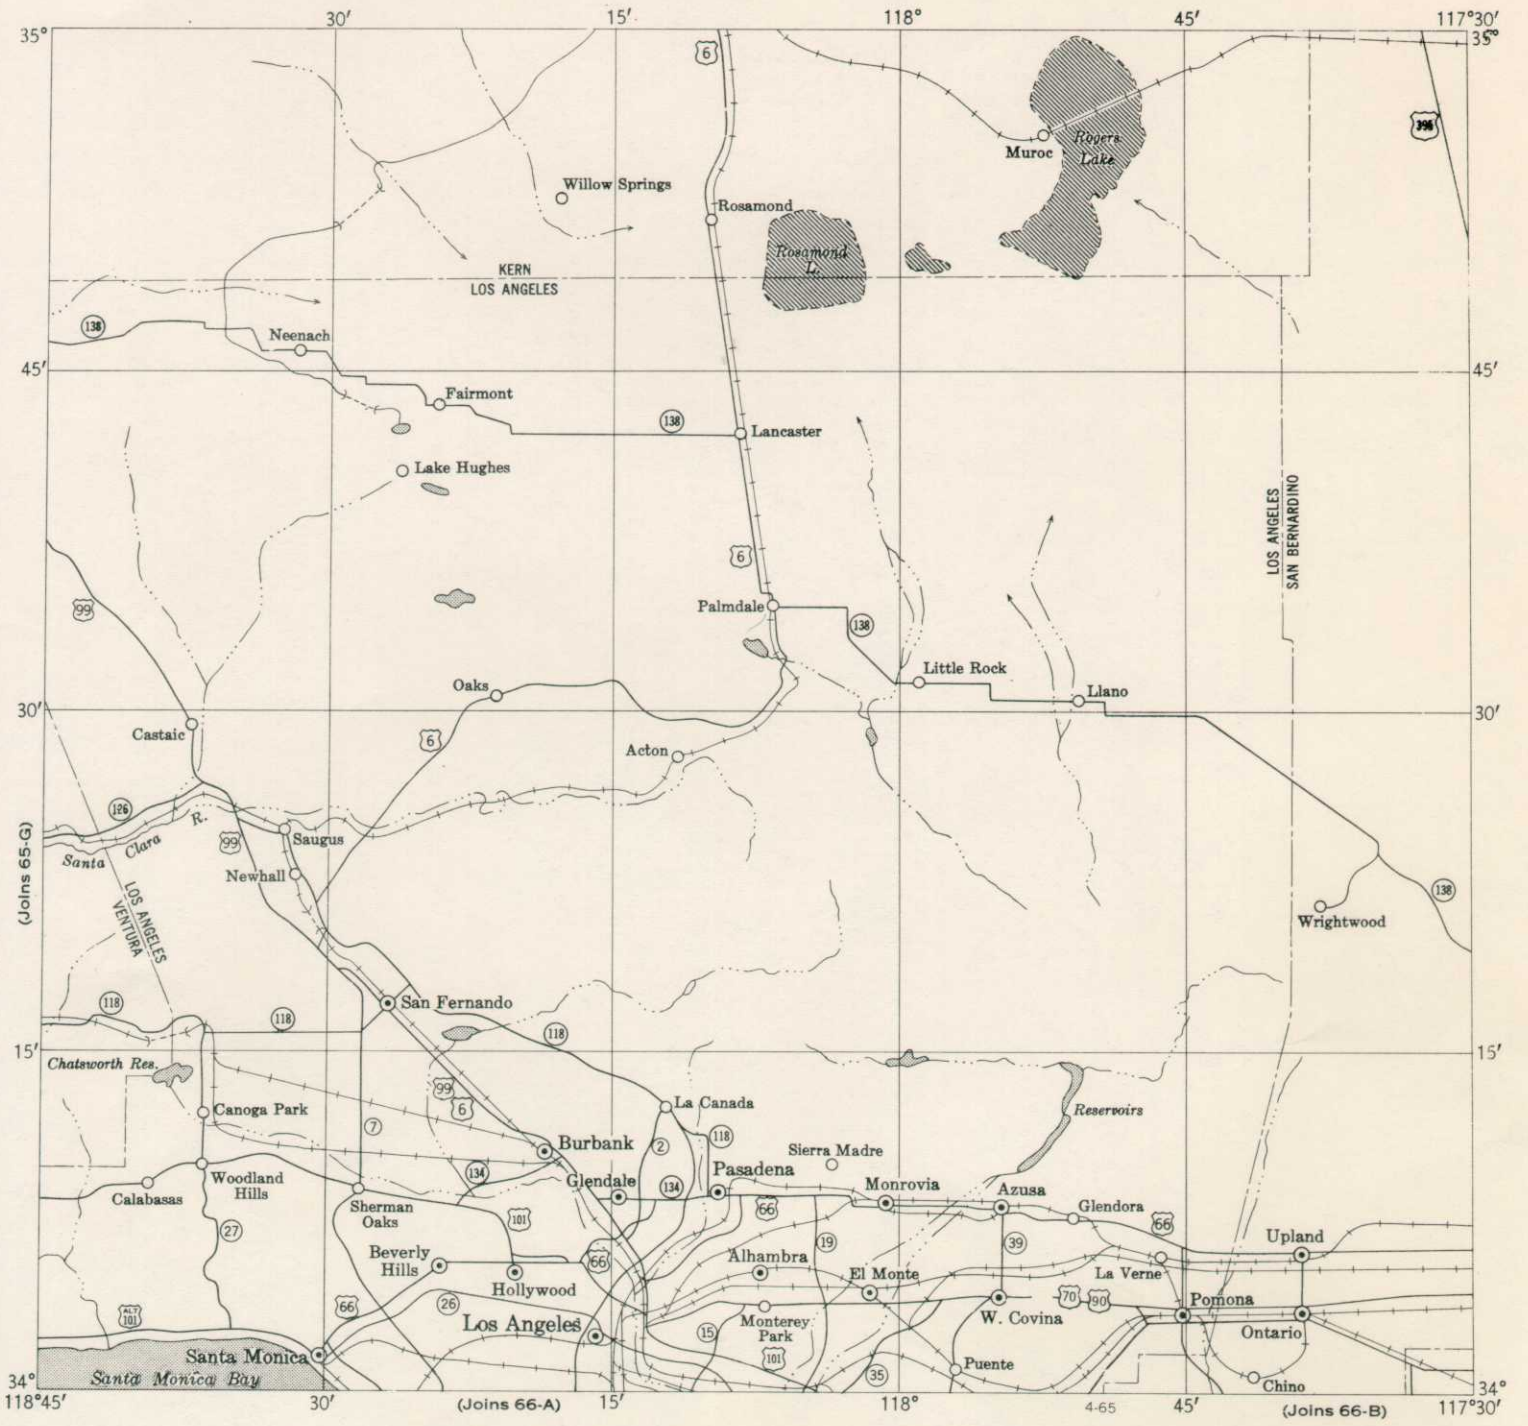 30′
15′
118°
45′
117°30′
35°
35°
6
396
Rogers
Lake
Muroc
Willow Springs
Rosamond
Rosamond
L.
KERN
LOS ANGELES
138
Neenach
45′
45′
Fairmont
138
Lancaster
Lake Hughes
LOS ANGELES
SAN BERNARDINO
6
99
Palmdale
138
Little Rock
Oaks
Llano
30′
30′
Castaic
6
Acton
126
R.
Clara
Santa
99
Saugus
Newhall
(Joins 65-G)
LOS ANGELES
VENTURA
138
Wrightwood
118
118
San Fernando
118
15′
15′
Chatsworth Res.
99
6
La Canada
Reservoirs
Canoga Park
7
118
2
Burbank
Sierra Madre
134
Glendale
134
Pasadena
Monrovia
Azusa
Woodland
Hills
Calabasas
Sherman
Oaks
101
66
Glendora
66
27
19
39
Upland
Beverly
Hills
66
Alhambra
El Monte
La Verne
Hollywood
66
26
70
90
Pomona
ALT
101
Los Angeles
15
Monterey
Park
W. Covina
Ontario
Santa Monica
101
Puente
Santa Monica Bay
35
Chino
34°
34°
118°45′
30′
(Joins 66-A)
15′
118°
4-65
45′
(Joins 66-B)
117°30′